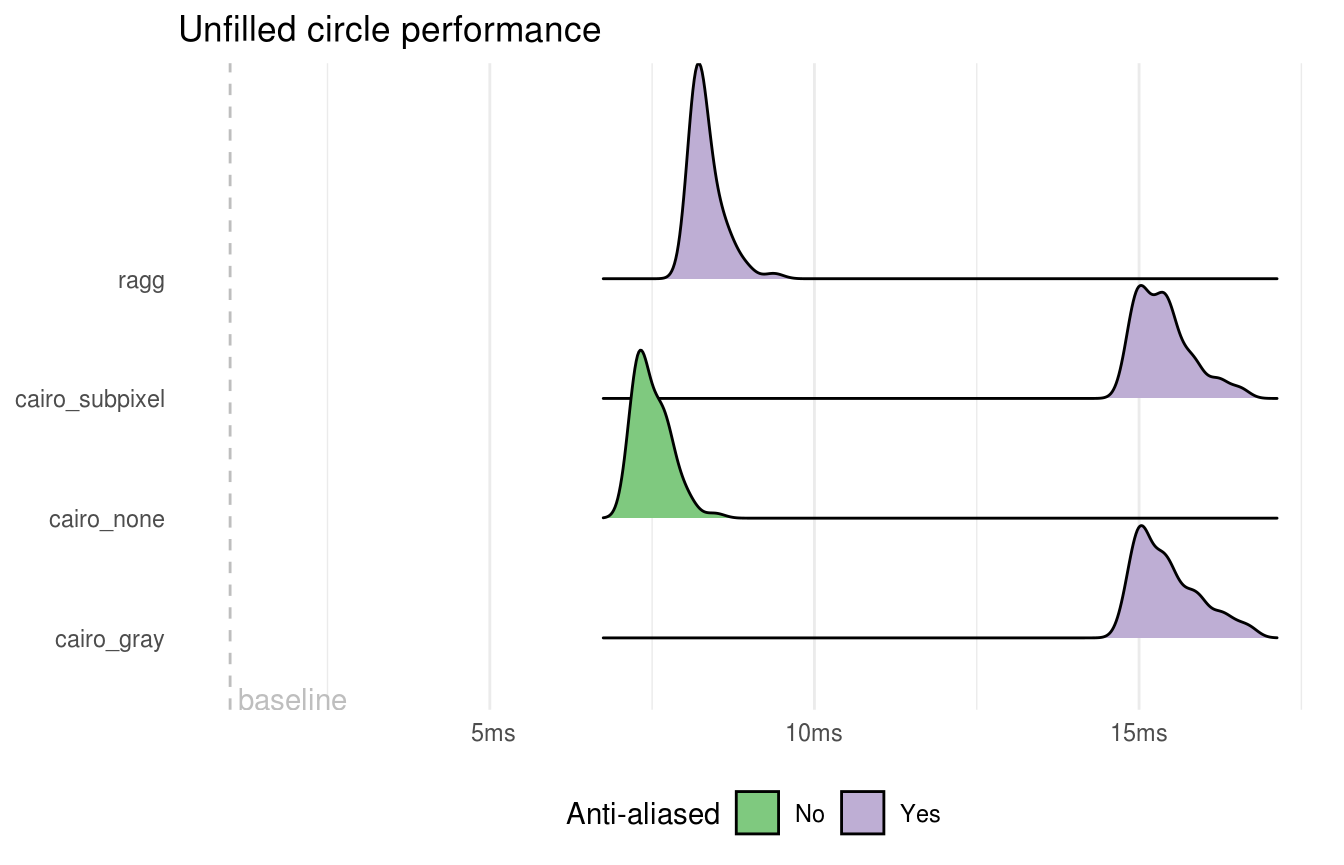 Unfilled circle performance
ragg
cairo_subpixel
cairo_none
cairo_gray
baseline
5ms 10ms 15ms
Anti-aliased No Yes